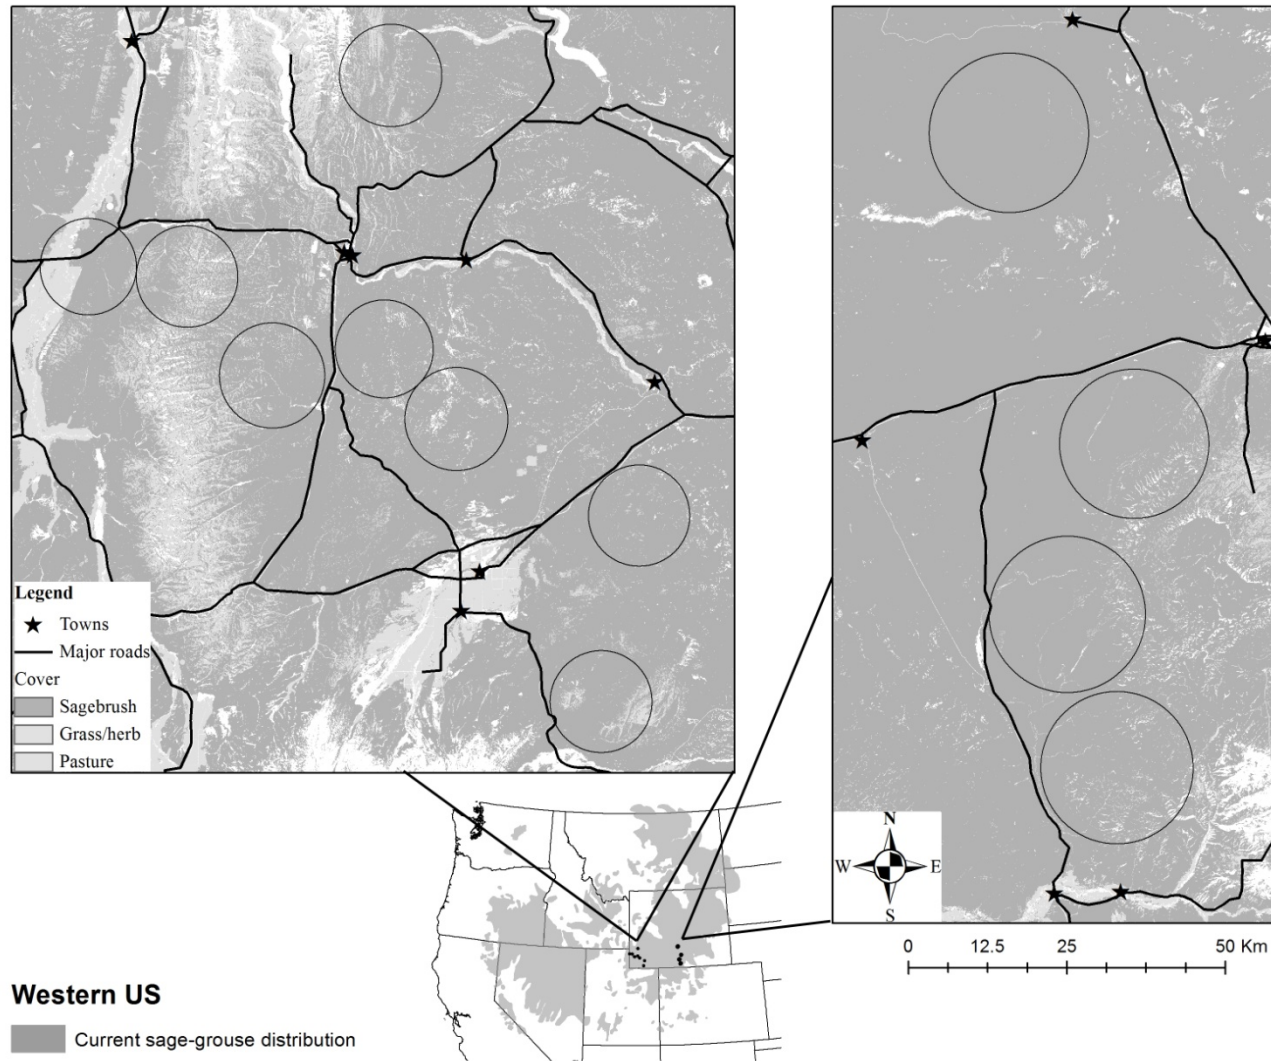 Legend
Towns
Major roads
Cover
Sagebrush
Grass/herb
Pasture
N
W E
S
0 12.5 25 50 Km
Western US
Current sage-grouse distribution